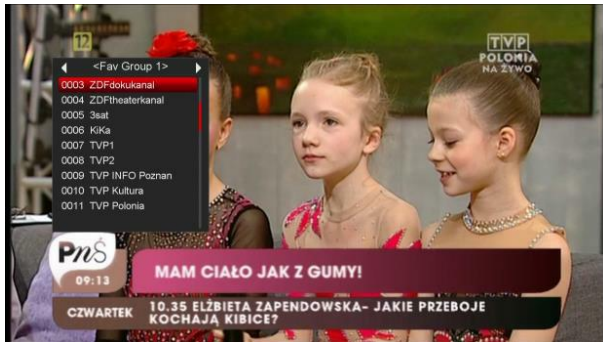 12
TVP
POLONIA
NA ŻYWO
<Fav Group 1>
0003 ZDFdokukanal
0004 ZDFtheaterkanal
0005 3sat
0006 KiKa
0007 TVP1
0008 TVP2
0009 TVP INFO Poznan
0010 TVP Kultura
0011 TVP Polonia
PnŚ
09:13
MAM CIAŁO JAK Z GUMY!
CZWARTEK
10.35 ELŻBIETA ZAPENDOWSKA- JAKIE PRZEBOJE
KOCHAJĄ KIBICE?